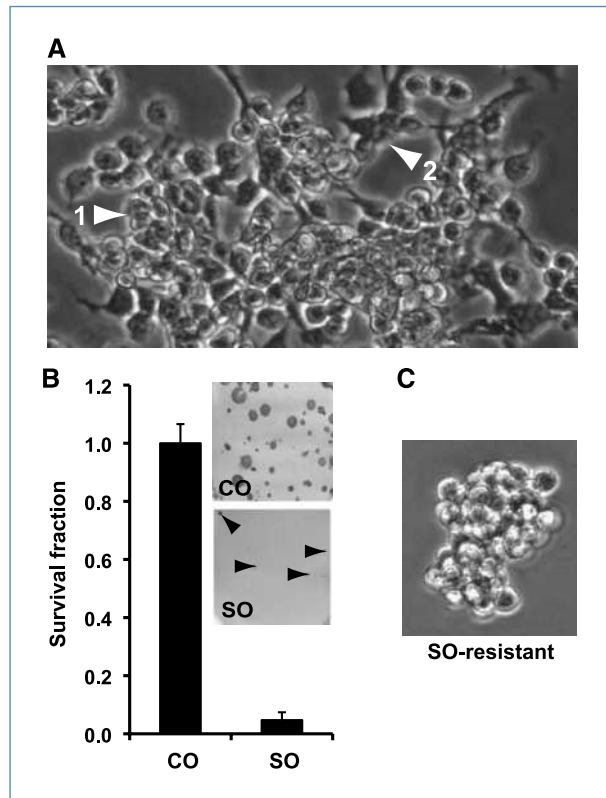 A
1
2
B
C
1.2
1.0
0.8
0.6
0.4
0.2
0.0
Survival fraction
CO
SO
CO
SO
SO-resistant